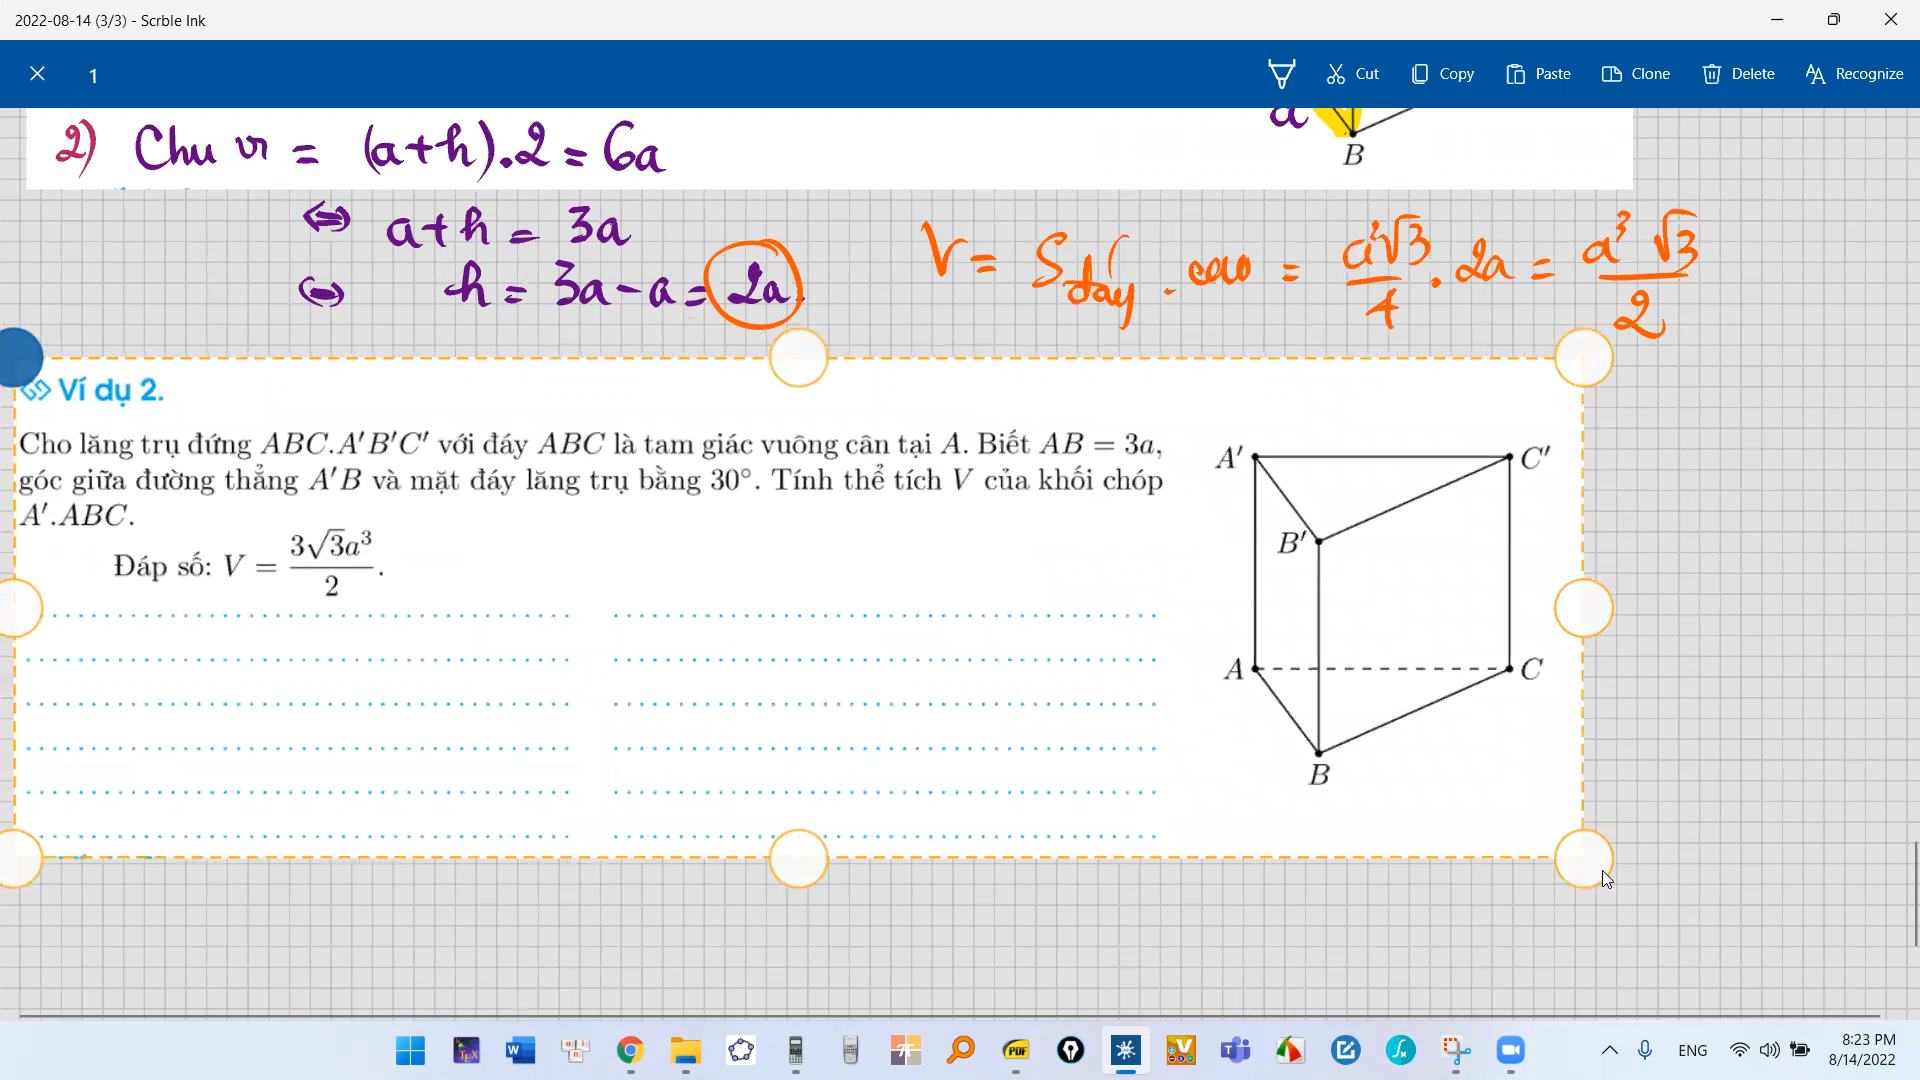 2022-08-14 (3/3) - Scrble Ink
1
Cut
Copy
Paste
Clone
Delete
Recognize
2) Chu vi = (a+h).2 = 6a
a
B
⇔ a+h = 3a
⇔ h = 3a-a = 2a
V = Sđáy . cao = a²√3/4 . 2a = a³√3/2
Ví dụ 2.
Cho lăng trụ đứng ABC.A′B′C′ với đáy ABC là tam giác vuông cân tại A. Biết AB = 3a,
góc giữa đường thẳng A′B và mặt đáy lăng trụ bằng 30°. Tính thể tích V của khối chóp
A′.ABC.
Đáp số: V = 3√3a³/2.
A′
C′
B′
A
C
B
TEX
W
PDF
V
T
ENG
8:23 PM
8/14/2022